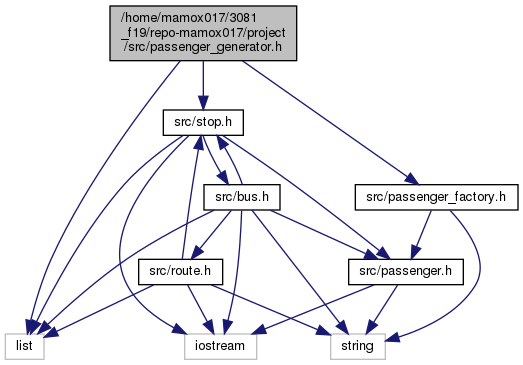 /home/mamox017/3081
_f19/repo-mamox017/project
/src/passenger_generator.h
src/stop.h
src/bus.h
src/passenger_factory.h
src/route.h
src/passenger.h
list
iostream
string